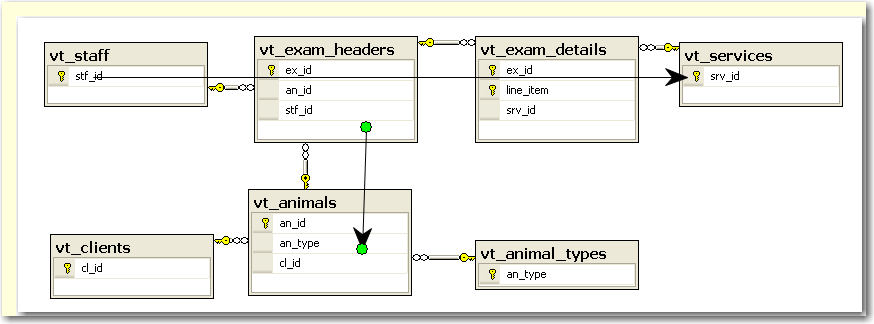 vt_staff
stf_id
vt_exam_headers
ex_id
an_id
stf_id
vt_exam_details
ex_id
line_item
srv_id
vt_services
srv_id
vt_clients
cl_id
vt_animals
an_id
an_type
cl_id
vt_animal_types
an_type